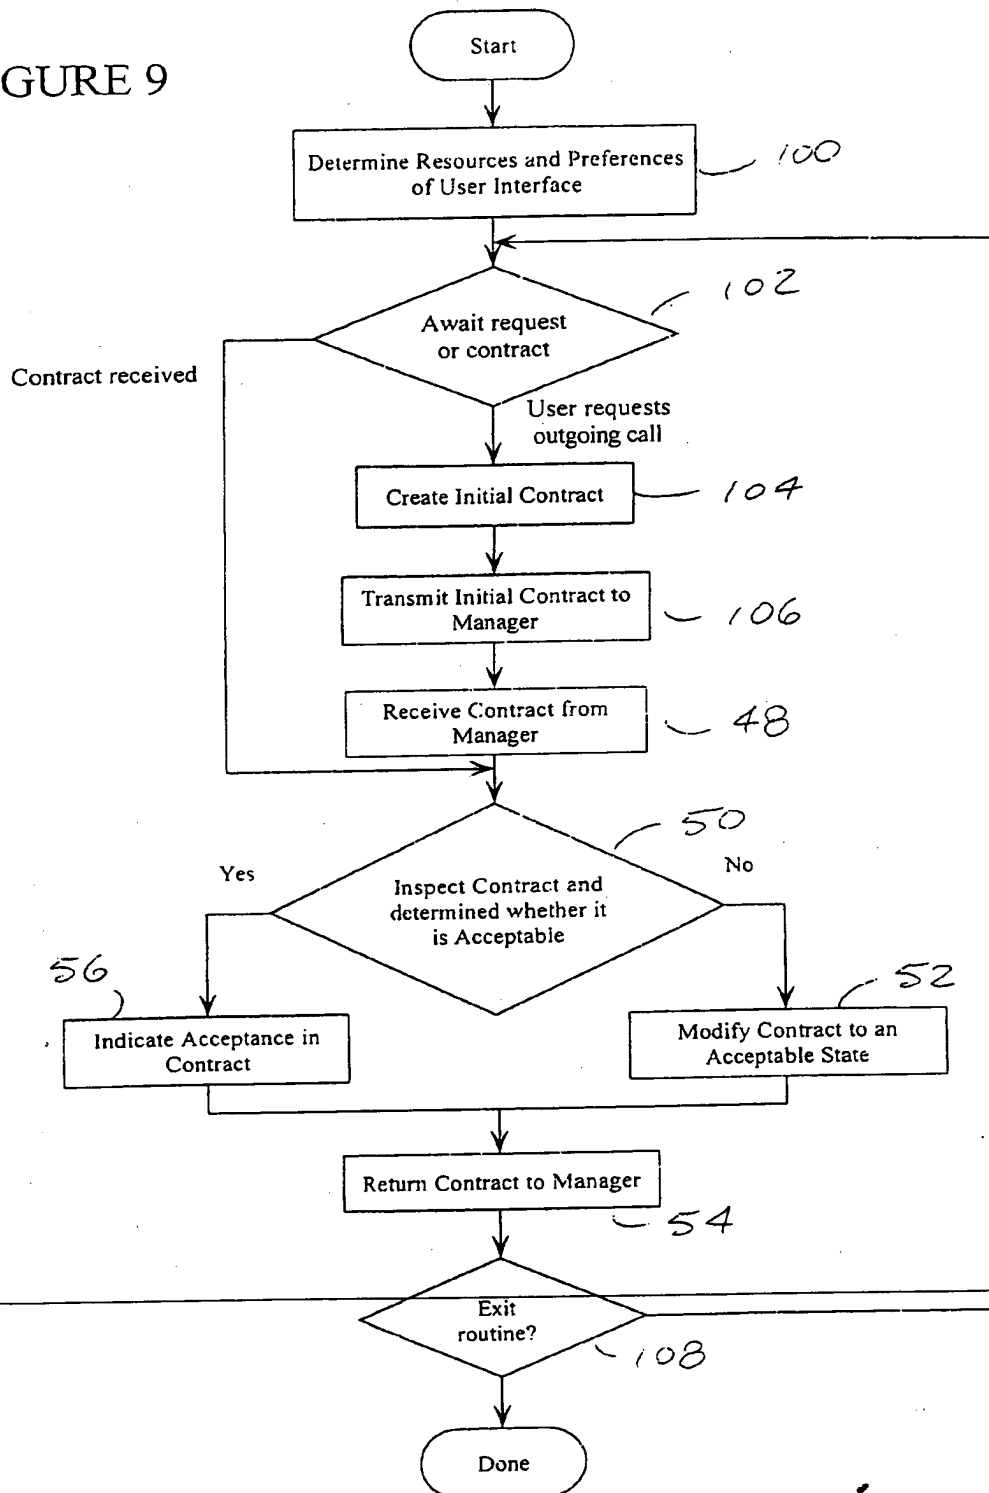 Start
GURE 9
Determine Resources and Preferences
of User Interface
100
102
Await request
or contract
Contract received
User requests
outgoing call
Create Initial Contract
104
Transmit Initial Contract to
Manager
106
Receive Contract from
Manager
48
50
Yes
No
Inspect Contract and
determined whether it
is Acceptable
56
52
Indicate Acceptance in
Contract
Modify Contract to an
Acceptable State
Return Contract to Manager
54
Exit
routine?
108
Done